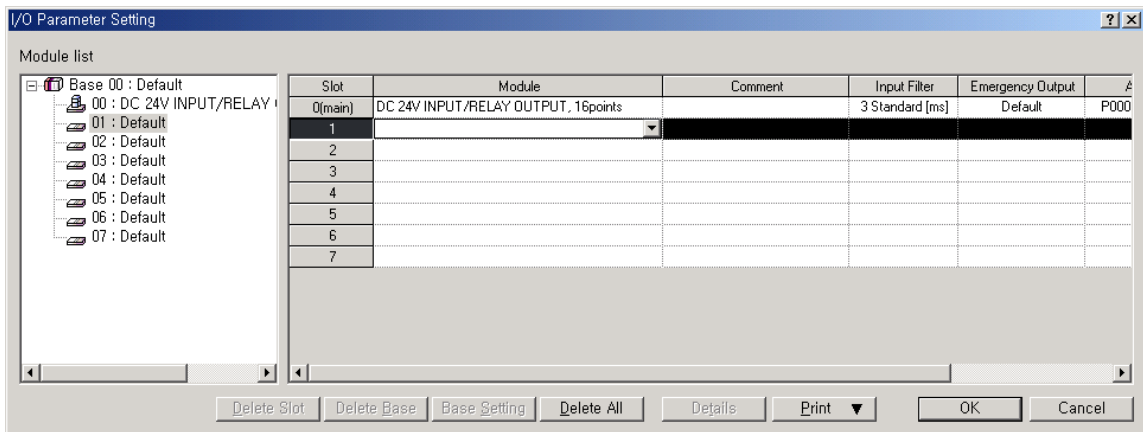 I/O Parameter Setting
Module list
Base 00 : Default
00 : DC 24V INPUT/RELAY
01 : Default
02 : Default
03 : Default
04 : Default
05 : Default
06 : Default
07 : Default
Slot Module Comment Input Filter Emergency Output
0(main) DC 24V INPUT/RELAY OUTPUT, 16points 3 Standard [ms] Default P000
1
2
3
4
5
6
7
Delete Slot Delete Base Base Setting Delete All Details Print ▼ OK Cancel